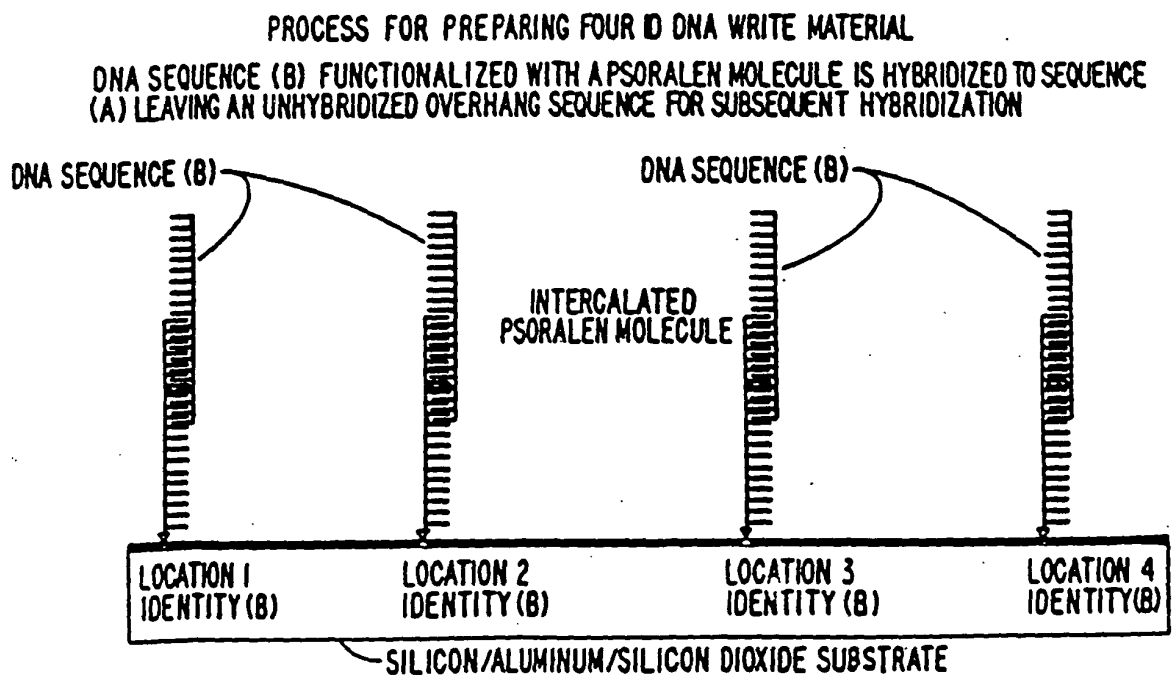 PROCESS FOR PREPARING FOUR ID DNA WRITE MATERIAL
DNA SEQUENCE (B) FUNCTIONALIZED WITH A PSORALEN MOLECULE IS HYBRIDIZED TO SEQUENCE
(A) LEAVING AN UNHYBRIDIZED OVERHANG SEQUENCE FOR SUBSEQUENT HYBRIDIZATION
DNA SEQUENCE (B)
DNA SEQUENCE (B)
INTERCALATED
PSORALEN MOLECULE
LOCATION 1
IDENTITY (B)
LOCATION 2
IDENTITY (B)
LOCATION 3
IDENTITY (B)
LOCATION 4
IDENTITY (B)
SILICON/ALUMINUM/SILICON DIOXIDE SUBSTRATE